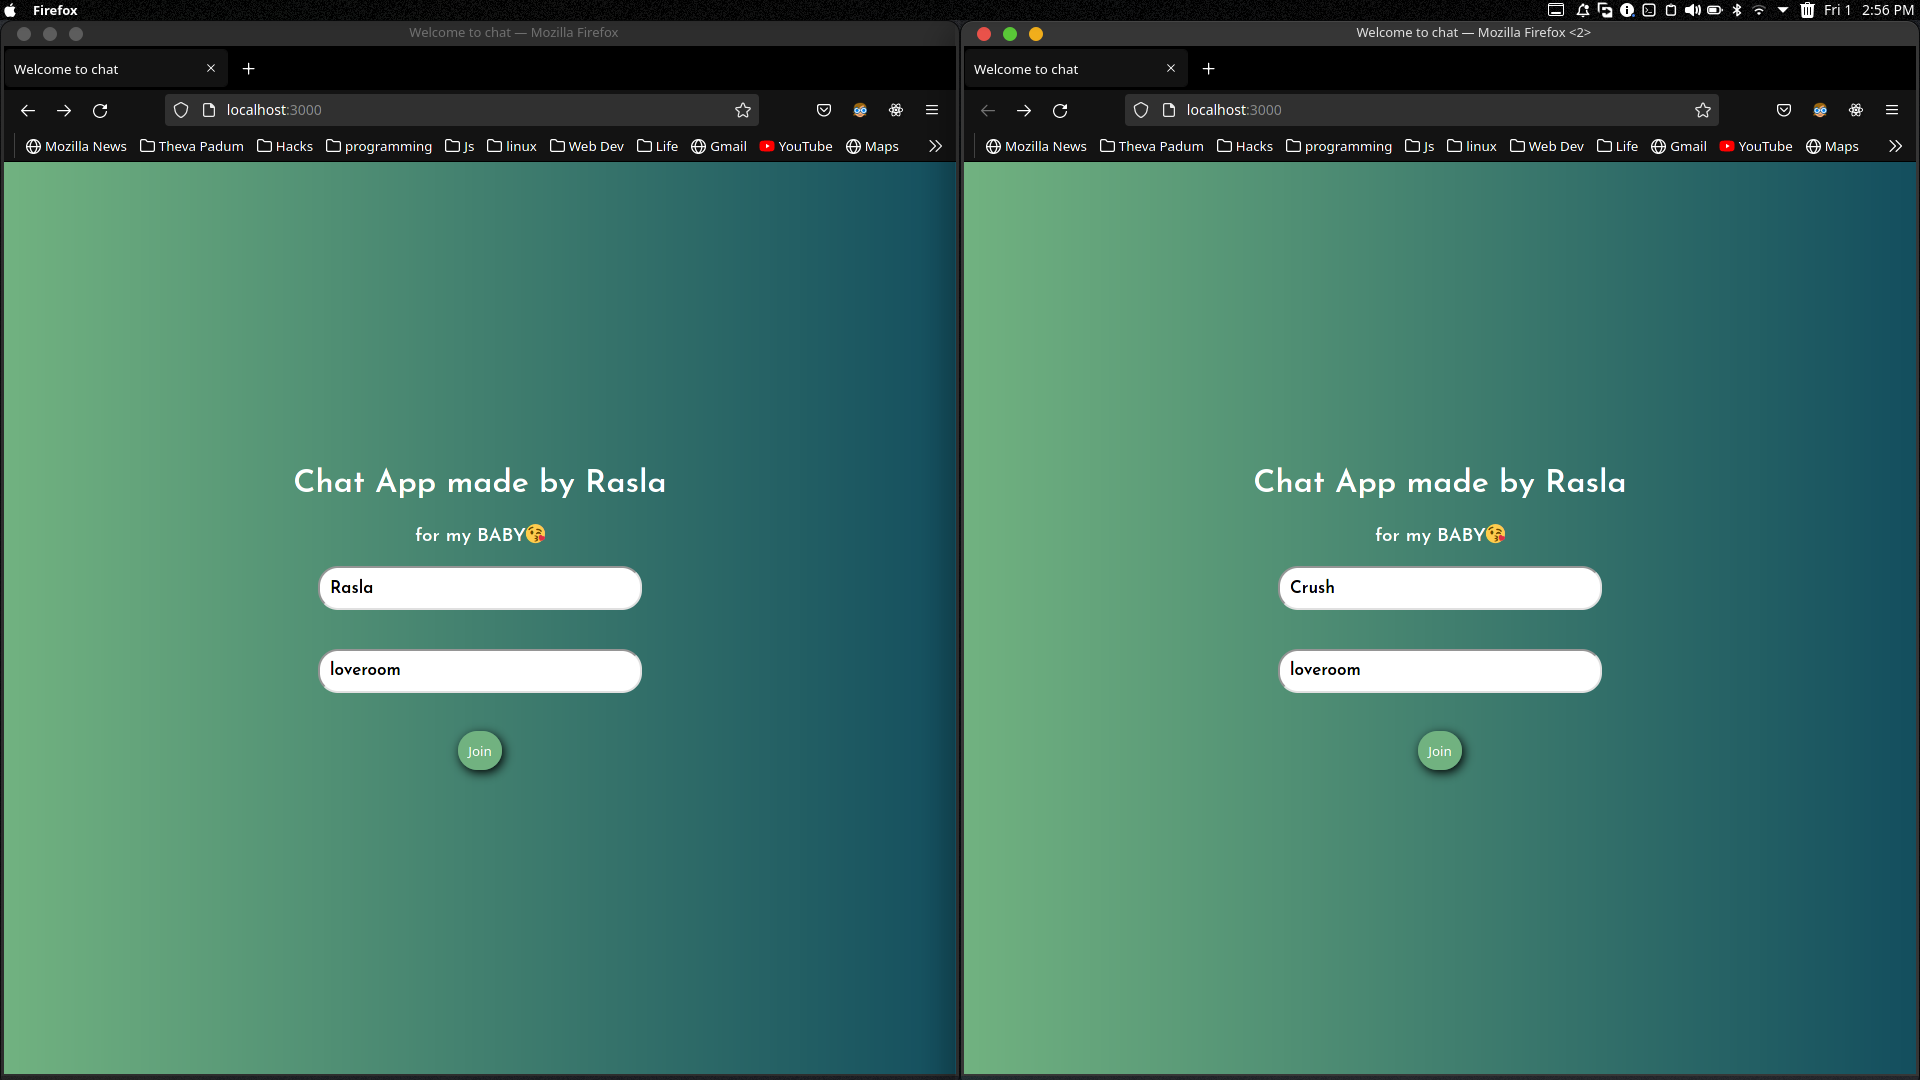 Firefox
Fri 1 2:56 PM
Welcome to chat — Mozilla Firefox
Welcome to chat
localhost:3000
Mozilla News Theva Padum Hacks programming Js linux Web Dev Life Gmail YouTube Maps
Chat App made by Rasla
for my BABY😘
Rasla
loveroom
Join
Welcome to chat — Mozilla Firefox <2>
Welcome to chat
localhost:3000
Mozilla News Theva Padum Hacks programming Js linux Web Dev Life Gmail YouTube Maps
Chat App made by Rasla
for my BABY😘
Crush
loveroom
Join